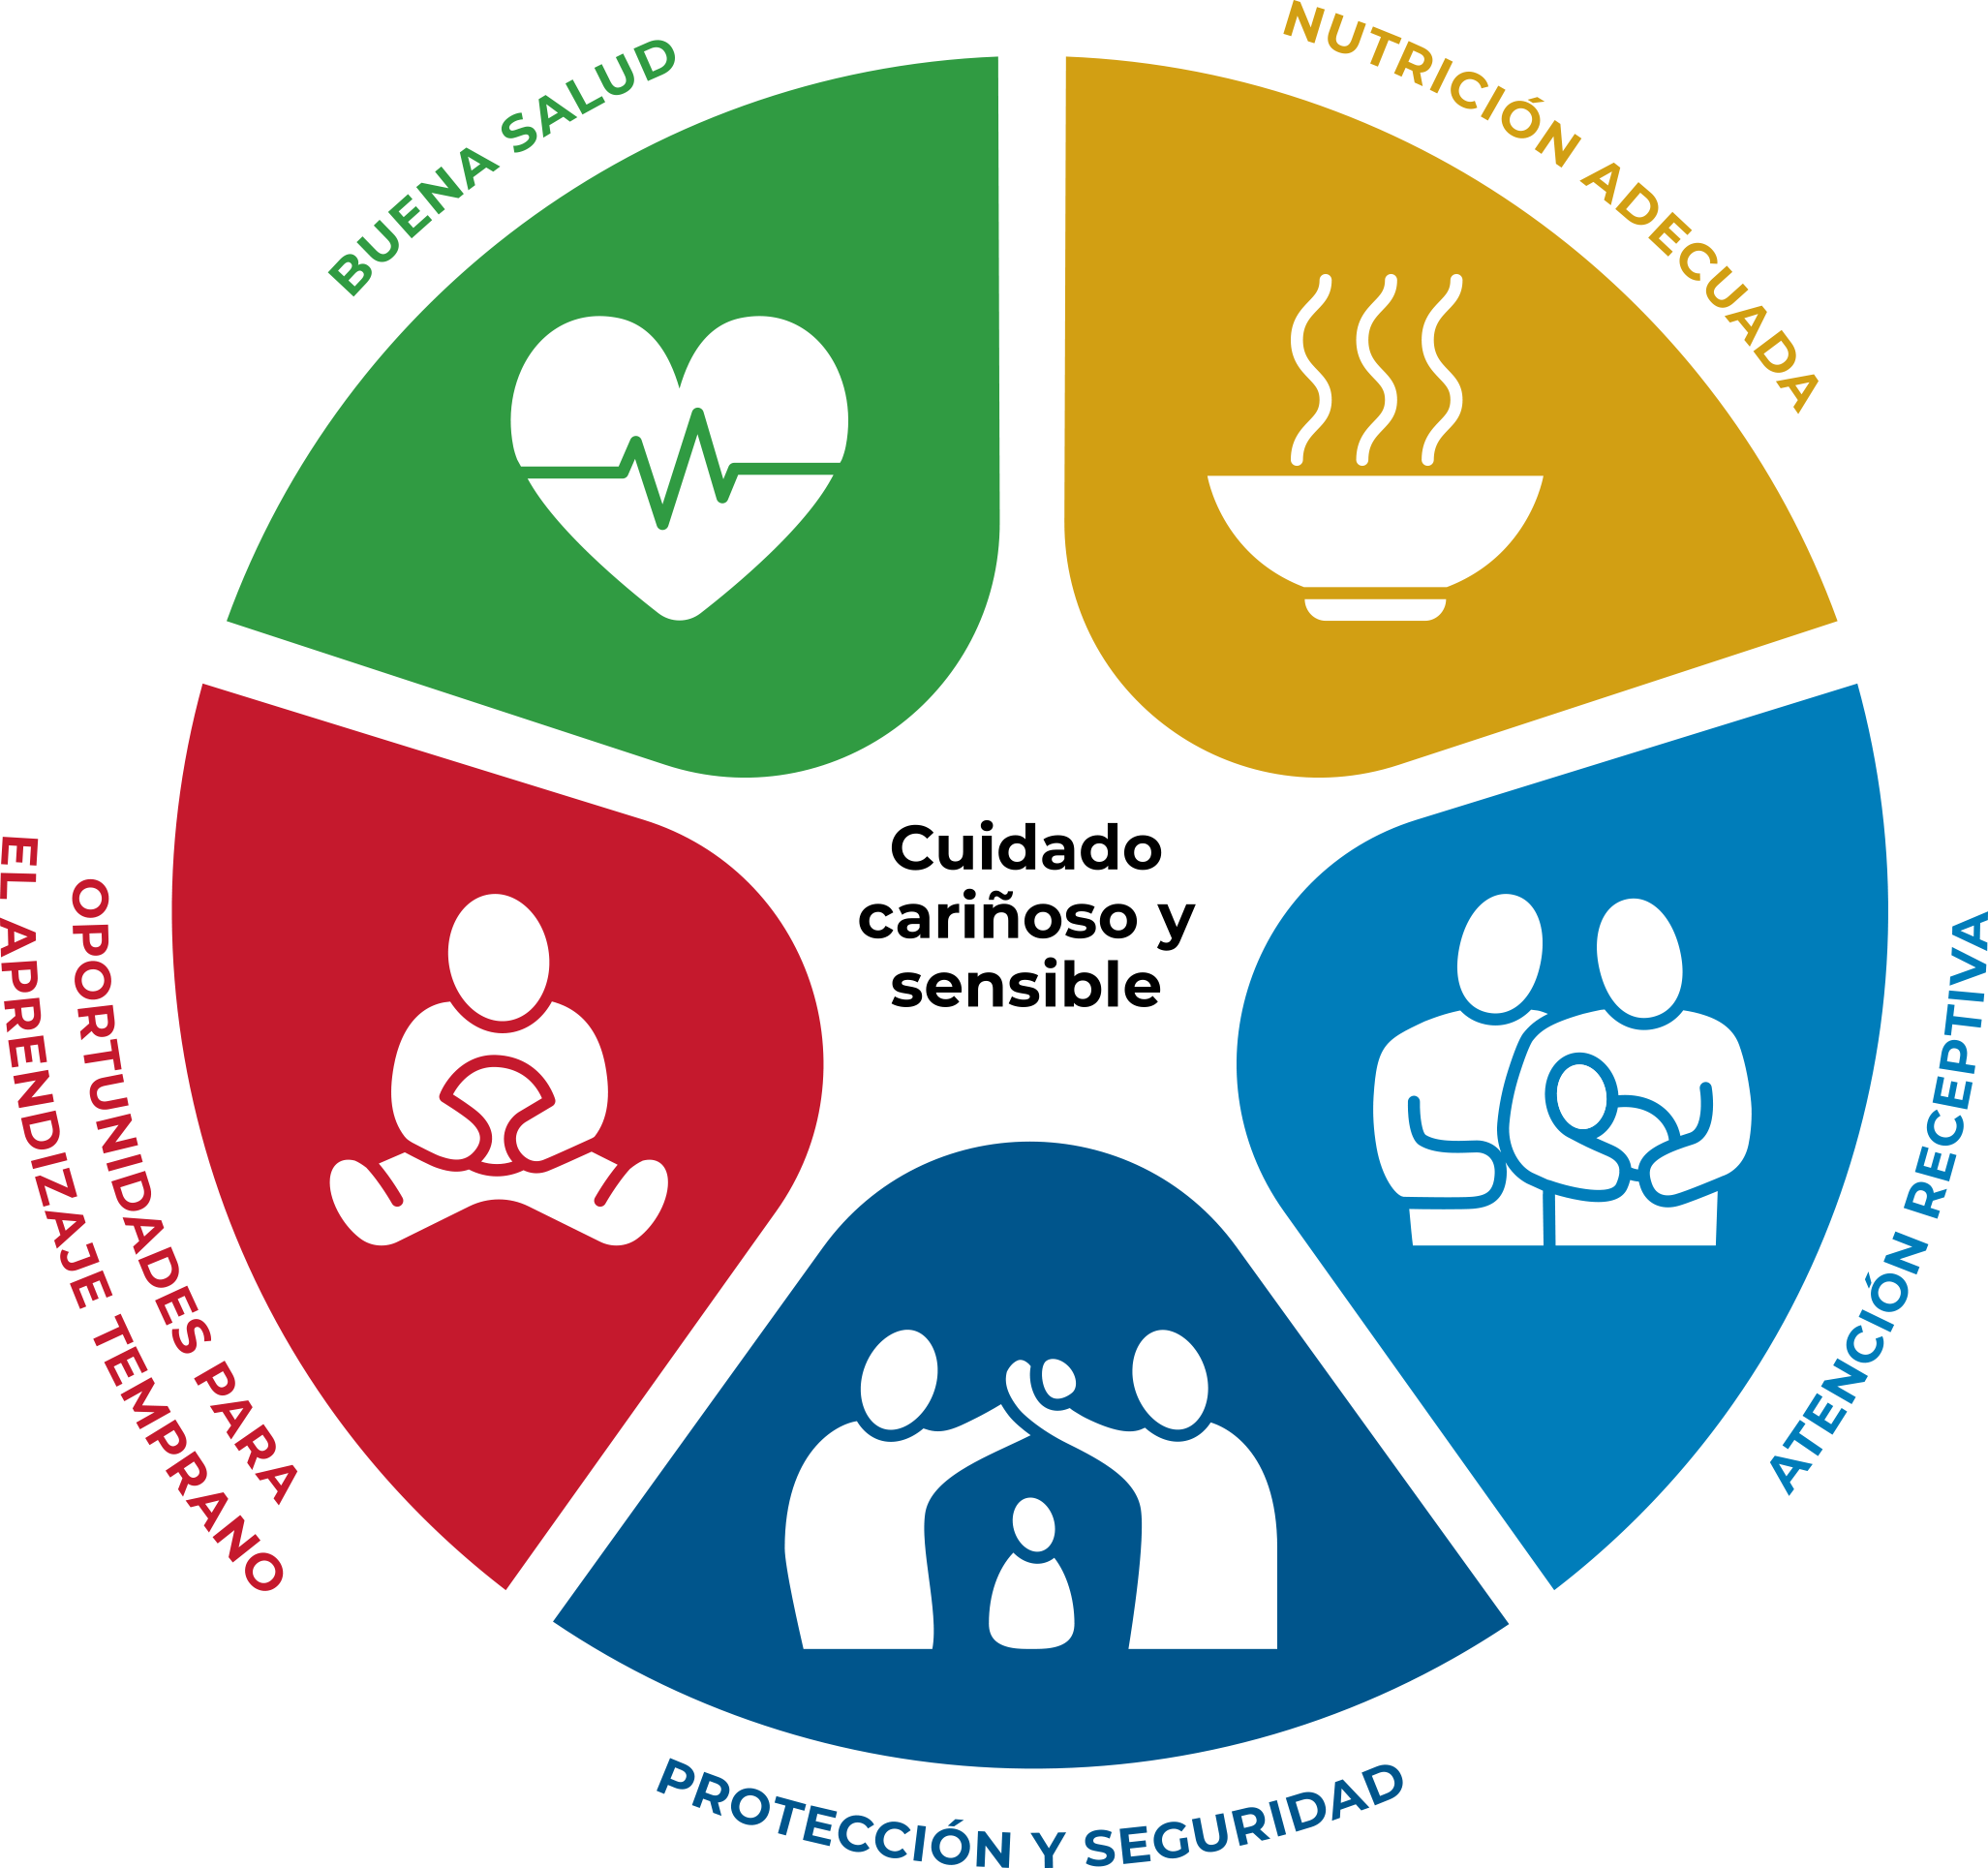 BUENA SALUD
NUTRICIÓN ADECUADA
Cuidado
cariñoso y
sensible
ATENCIÓN RECEPTIVA
PROTECCIÓN Y SEGURIDAD
OPORTUNIDADES PARA
EL APRENDIZAJE TEMPRANO